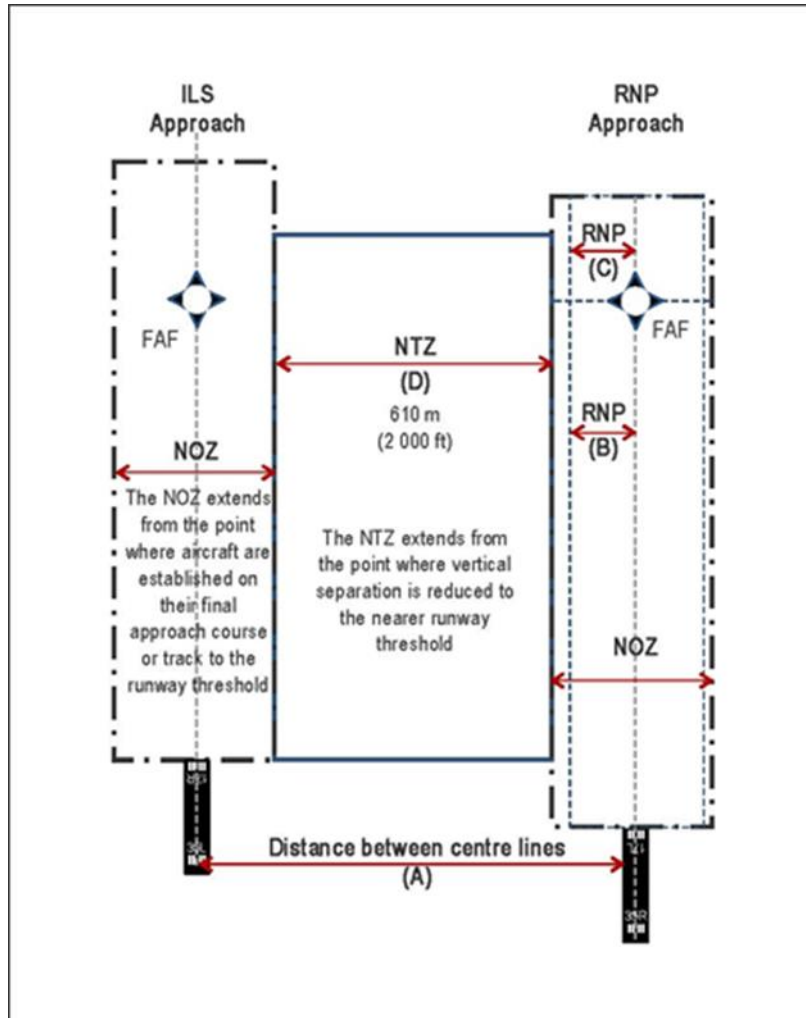 ILS
Approach
RNP
Approach
RNP
(C)
FAF
FAF
NTZ
(D)
610 m
(2 000 ft)
RNP
(B)
NOZ
The NOZ extends
from the point
where aircraft are
established on
their final
approach course
or track to the
runway threshold
The NTZ extends from
the point where vertical
separation is reduced to
the nearer runway
threshold
NOZ
Distance between centre lines
(A)
35R